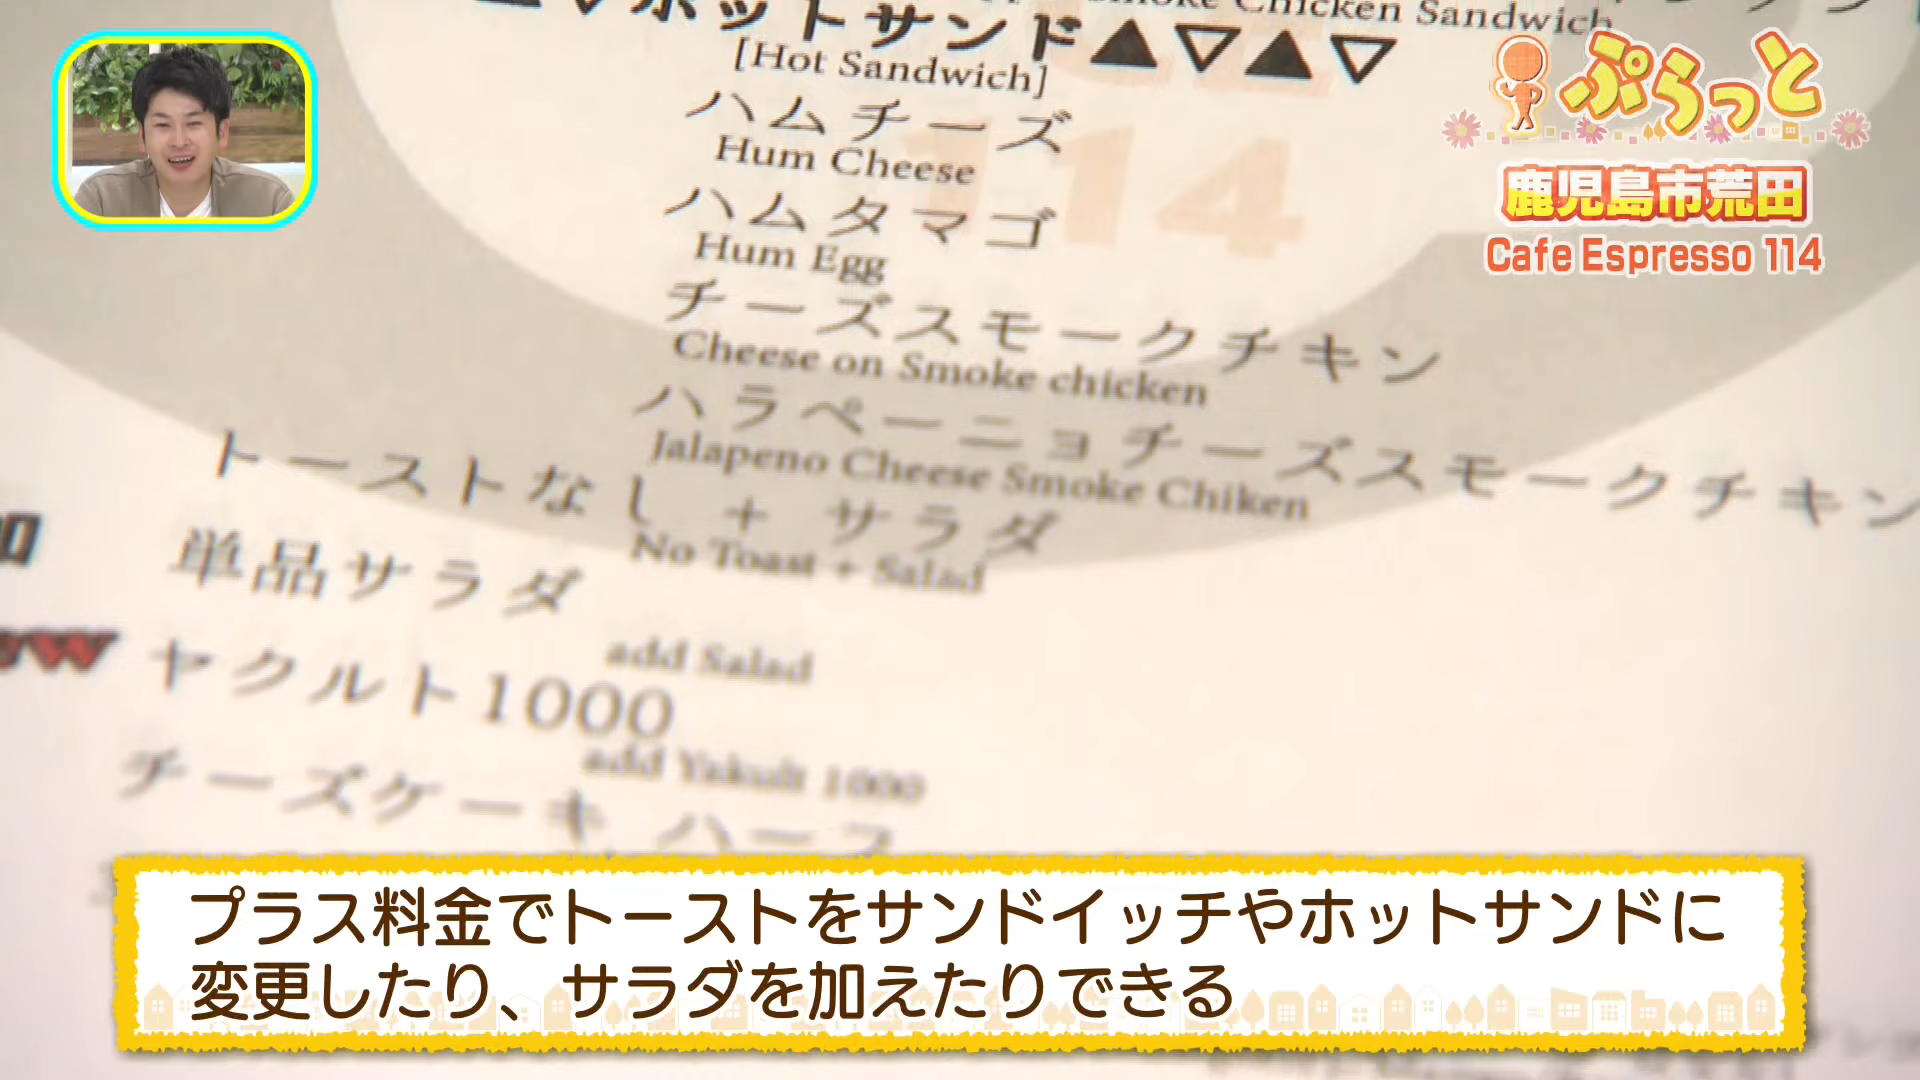 Smoke Chicken Sandwich
ホットサンド▲▽▲▽
[Hot Sandwich]
ハムチーズ
Hum Cheese
ハムタマゴ
Hum Egg
チーズスモークチキン
Cheese on Smoke chicken
ハラペーニョチーズスモークチキン
Jalapeno Cheese Smoke Chiken
トーストなし + サラダ
No Toast + Salad
単品サラダ
add Salad
ヤクルト1000
add Yakult 1000
チーズケーキ ハーフ
114
ぷらっと
鹿児島市荒田
Cafe Espresso 114
プラス料金でトーストをサンドイッチやホットサンドに
変更したり、サラダを加えたりできる